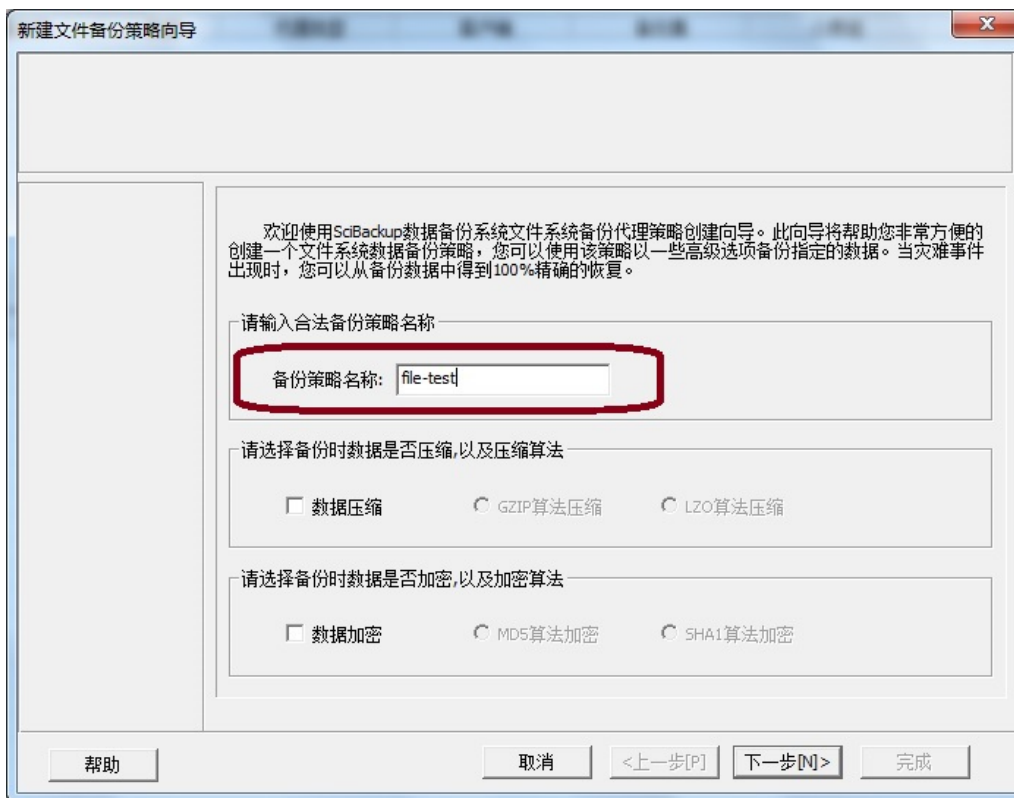 新建文件备份策略向导
欢迎使用SciBackup数据备份系统文件系统备份代理策略创建向导。此向导将帮助您非常方便的
创建一个文件系统数据备份策略，您可以使用该策略以一些高级选项备份指定的数据。当灾难事件
出现时，您可以从备份数据中得到100%精确的恢复。
请输入合法备份策略名称
备份策略名称: file-test
请选择备份时数据是否压缩,以及压缩算法
数据压缩 GZIP算法压缩 LZO算法压缩
请选择备份时数据是否加密,以及加密算法
数据加密 MD5算法加密 SHA1算法加密
帮助 取消 <上一步[P] 下一步[N]> 完成